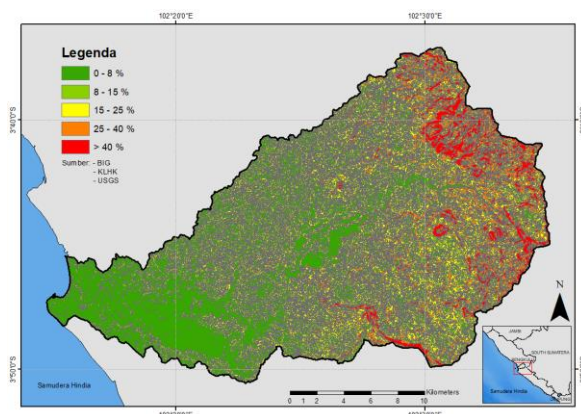 102°20'0"E
102°30'0"E
Legenda
0 - 8 %
8 - 15 %
15 - 25 %
25 - 40 %
> 40 %
Sumber: - BIG
- KLHK
- USGS
3°40'0"S
3°50'0"S
N
Samudera Hindia
0 1 2 4 6 8 10
Kilometers
JAMBI
SOUTH SUMATERA
BENGKULU
Samudera Hindia